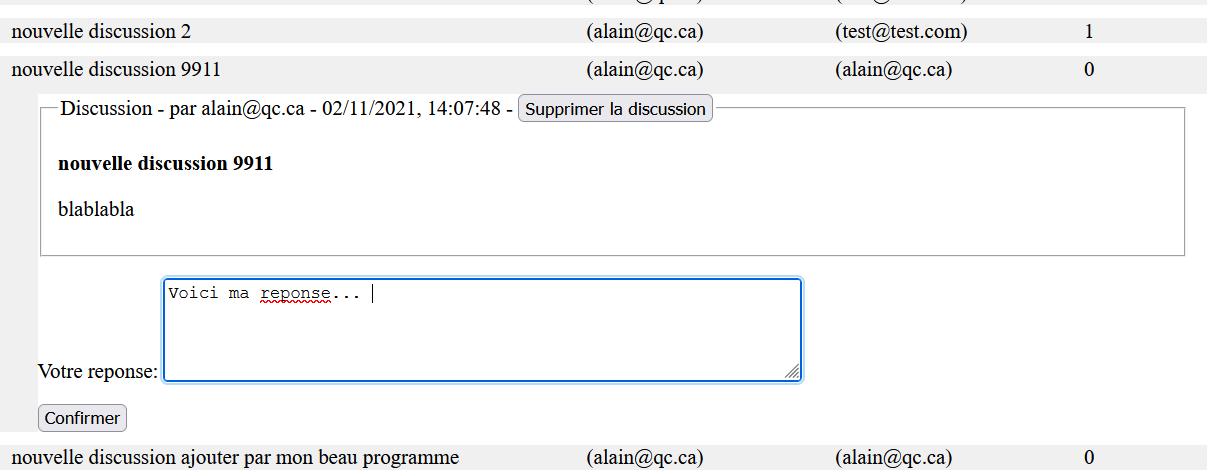 nouvelle discussion 2 (alain@qc.ca) (test@test.com) 1
nouvelle discussion 9911 (alain@qc.ca) (alain@qc.ca) 0
Discussion - par alain@qc.ca - 02/11/2021, 14:07:48 - Supprimer la discussion
nouvelle discussion 9911
blablabla
Voici ma reponse...
Votre reponse:
Confirmer
nouvelle discussion ajouter par mon beau programme (alain@qc.ca) (alain@qc.ca) 0